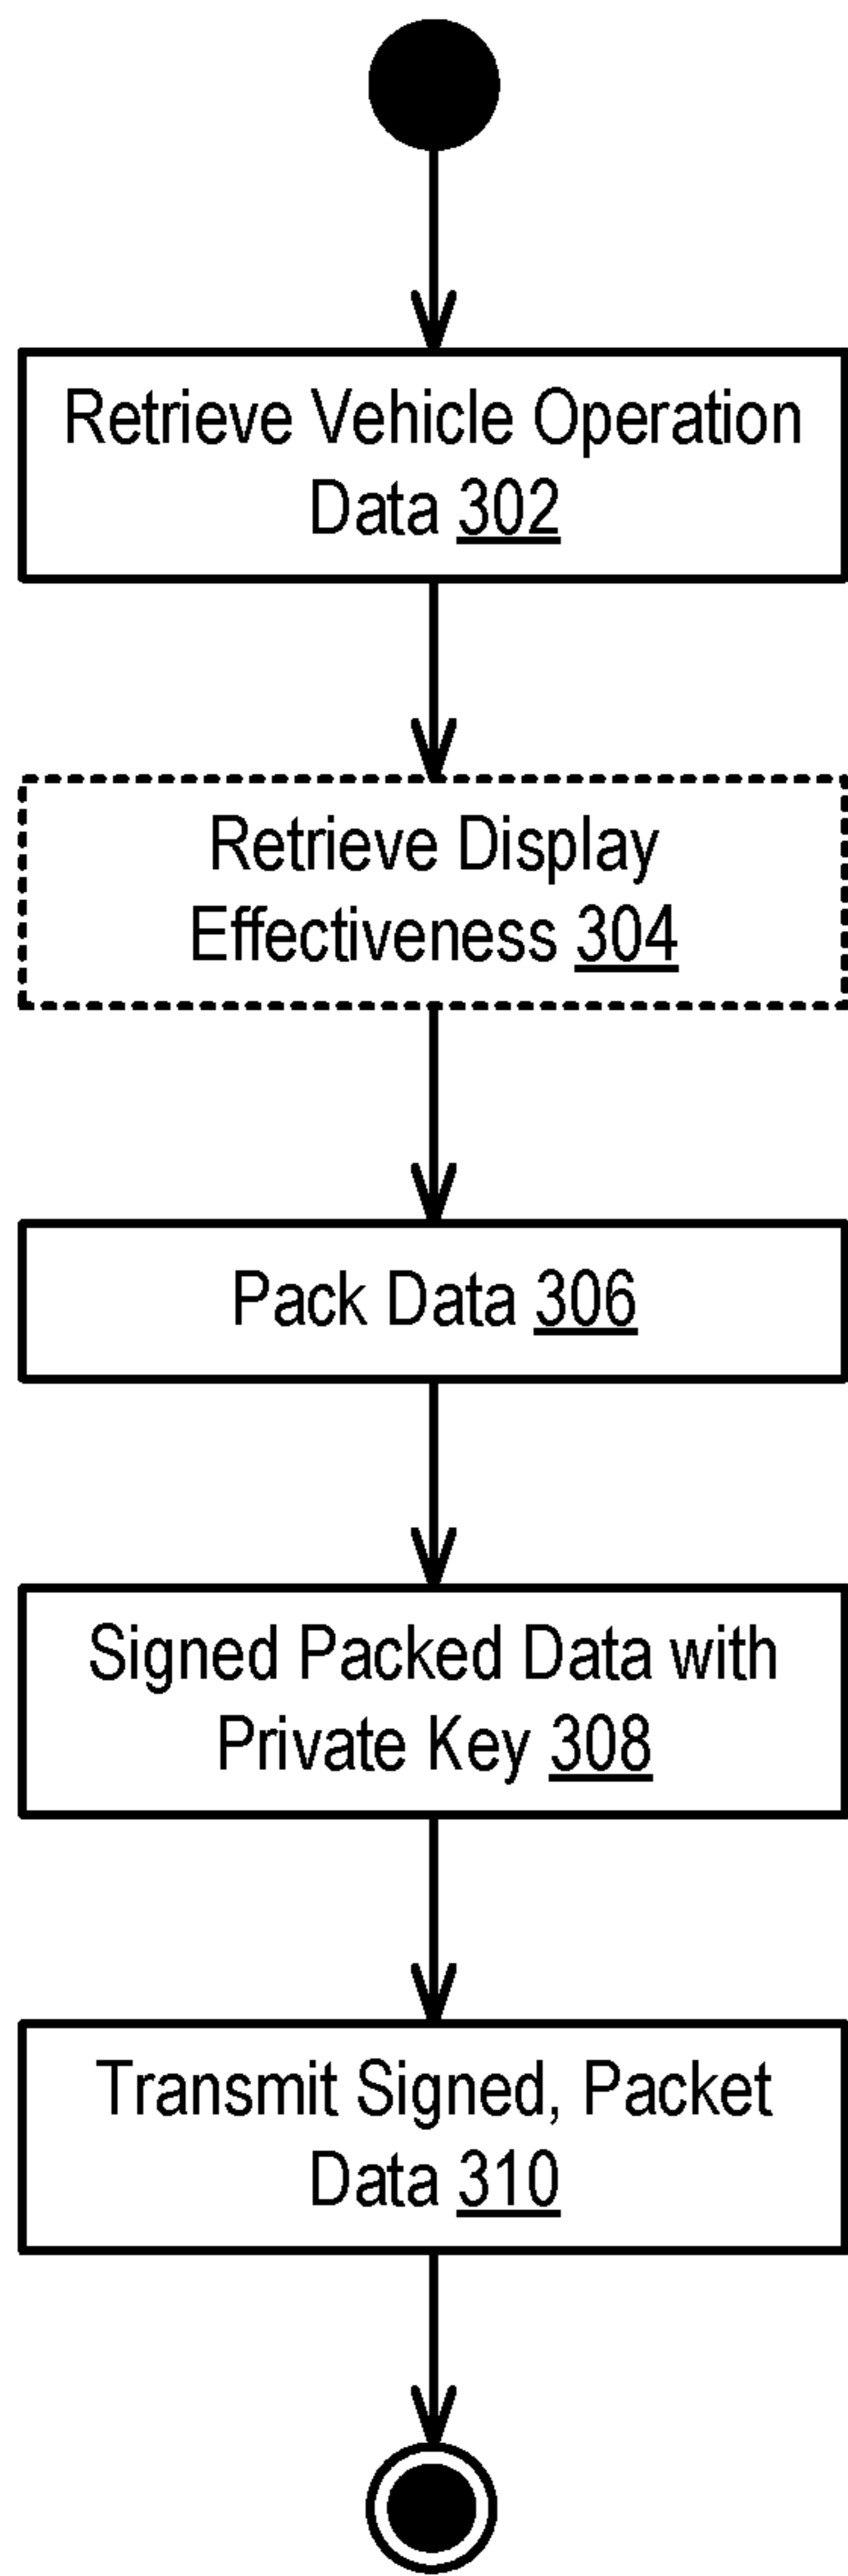 Retrieve Vehicle Operation
Data 302
Retrieve Display
Effectiveness 304
Pack Data 306
Signed Packed Data with
Private Key 308
Transmit Signed, Packet
Data 310